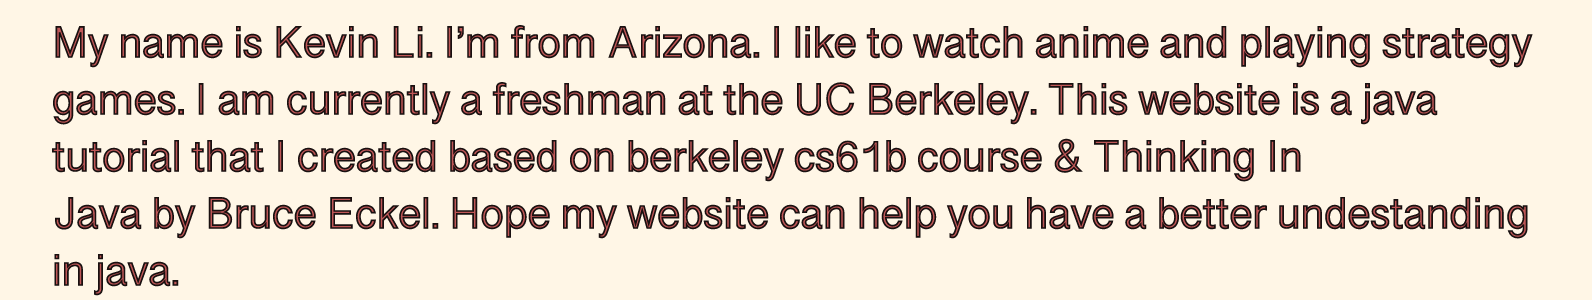 My name is Kevin Li. I’m from Arizona. I like to watch anime and playing strategy
games. I am currently a freshman at the UC Berkeley. This website is a java
tutorial that I created based on berkeley cs61b course & Thinking In
Java by Bruce Eckel. Hope my website can help you have a better undestanding
in java.